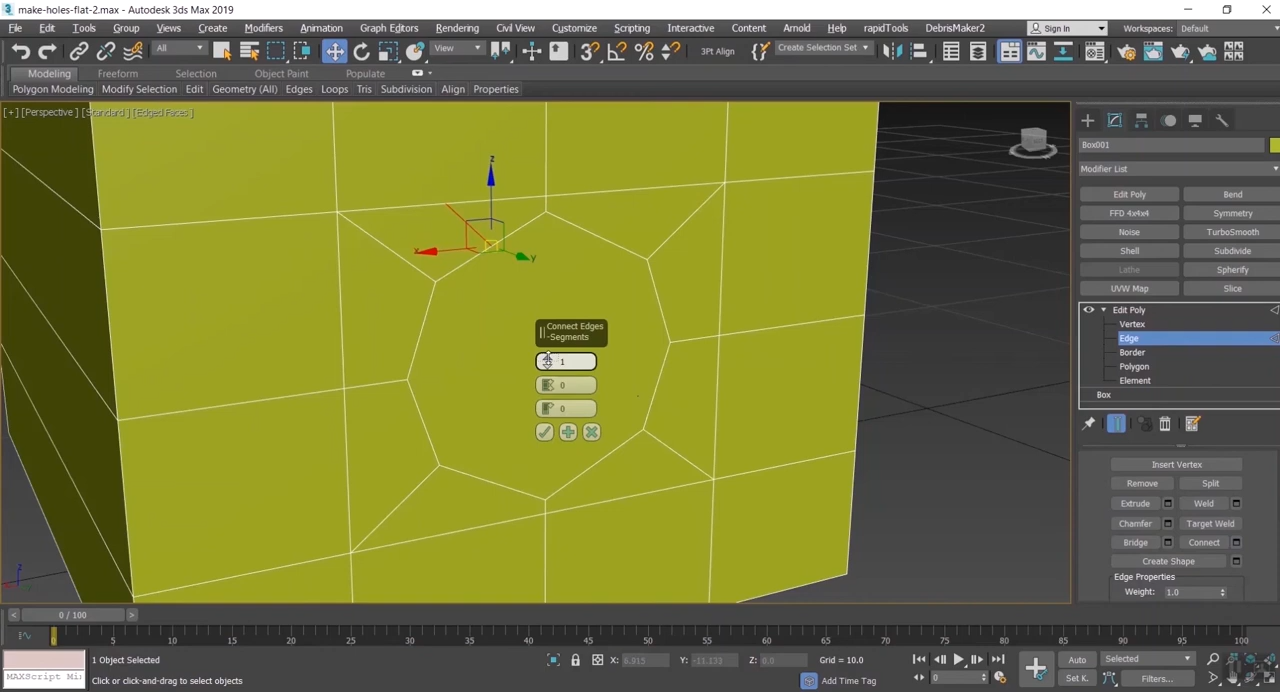 make-holes-flat-2.max - Autodesk 3ds Max 2019
File Edit Tools Group Views Create Modifiers Animation Graph Editors Rendering Civil View Customize Scripting Interactive Content Arnold Help rapidTools DebrisMaker2 Sign In Workspaces: Default
All View 3Pt Align Create Selection Set
Modeling Freeform Selection Object Paint Populate
Polygon Modeling Modify Selection Edit Geometry (All) Edges Loops Tris Subdivision Align Properties
[+] [Perspective ] [Standard ] [Edged Faces ]
z
x
y
Connect Edges
-Segments
1
0
0
Box001
Modifier List
Edit Poly Bend
FFD 4x4x4 Symmetry
Noise TurboSmooth
Shell Subdivide
Lathe Spherify
UVW Map Slice
Edit Poly
Vertex
Edge
Border
Polygon
Element
Box
Insert Vertex
Remove Split
Extrude Weld
Chamfer Target Weld
Bridge Connect
Create Shape
Edge Properties
Weight: 1.0
z
< 0 / 100 >
0 5 10 15 20 25 30 35 40 45 50 55 60 65 70 75 80 85 90 95 100
1 Object Selected X: 6.915 Y: -11.133 Z: 0.0 Grid = 10.0 Auto Selected
MAXScript Mi Click or click-and-drag to select objects Add Time Tag 0 Set K. Filters...